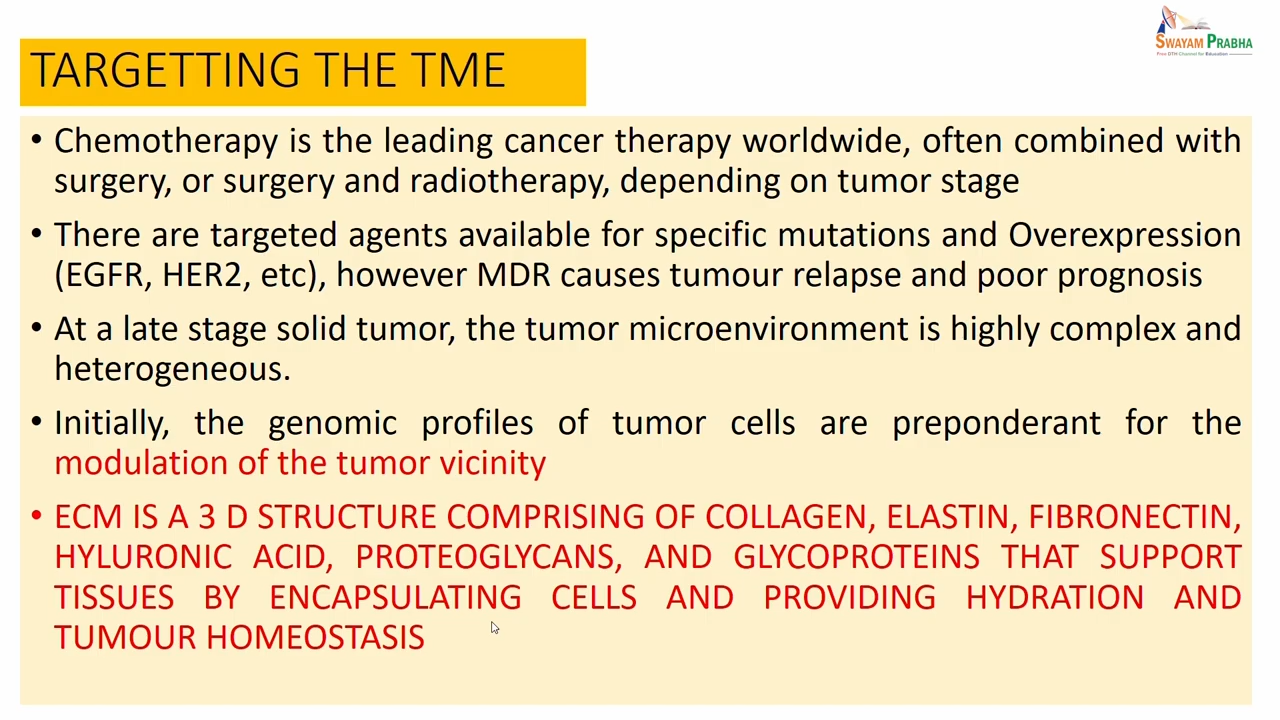 SWAYAM PRABHA
Free DTH Channel for Education
TARGETTING THE TME
• Chemotherapy is the leading cancer therapy worldwide, often combined with
surgery, or surgery and radiotherapy, depending on tumor stage
• There are targeted agents available for specific mutations and Overexpression
(EGFR, HER2, etc), however MDR causes tumour relapse and poor prognosis
• At a late stage solid tumor, the tumor microenvironment is highly complex and
heterogeneous.
• Initially, the genomic profiles of tumor cells are preponderant for the
modulation of the tumor vicinity
• ECM IS A 3 D STRUCTURE COMPRISING OF COLLAGEN, ELASTIN, FIBRONECTIN,
HYLURONIC ACID, PROTEOGLYCANS, AND GLYCOPROTEINS THAT SUPPORT
TISSUES BY ENCAPSULATING CELLS AND PROVIDING HYDRATION AND
TUMOUR HOMEOSTASIS